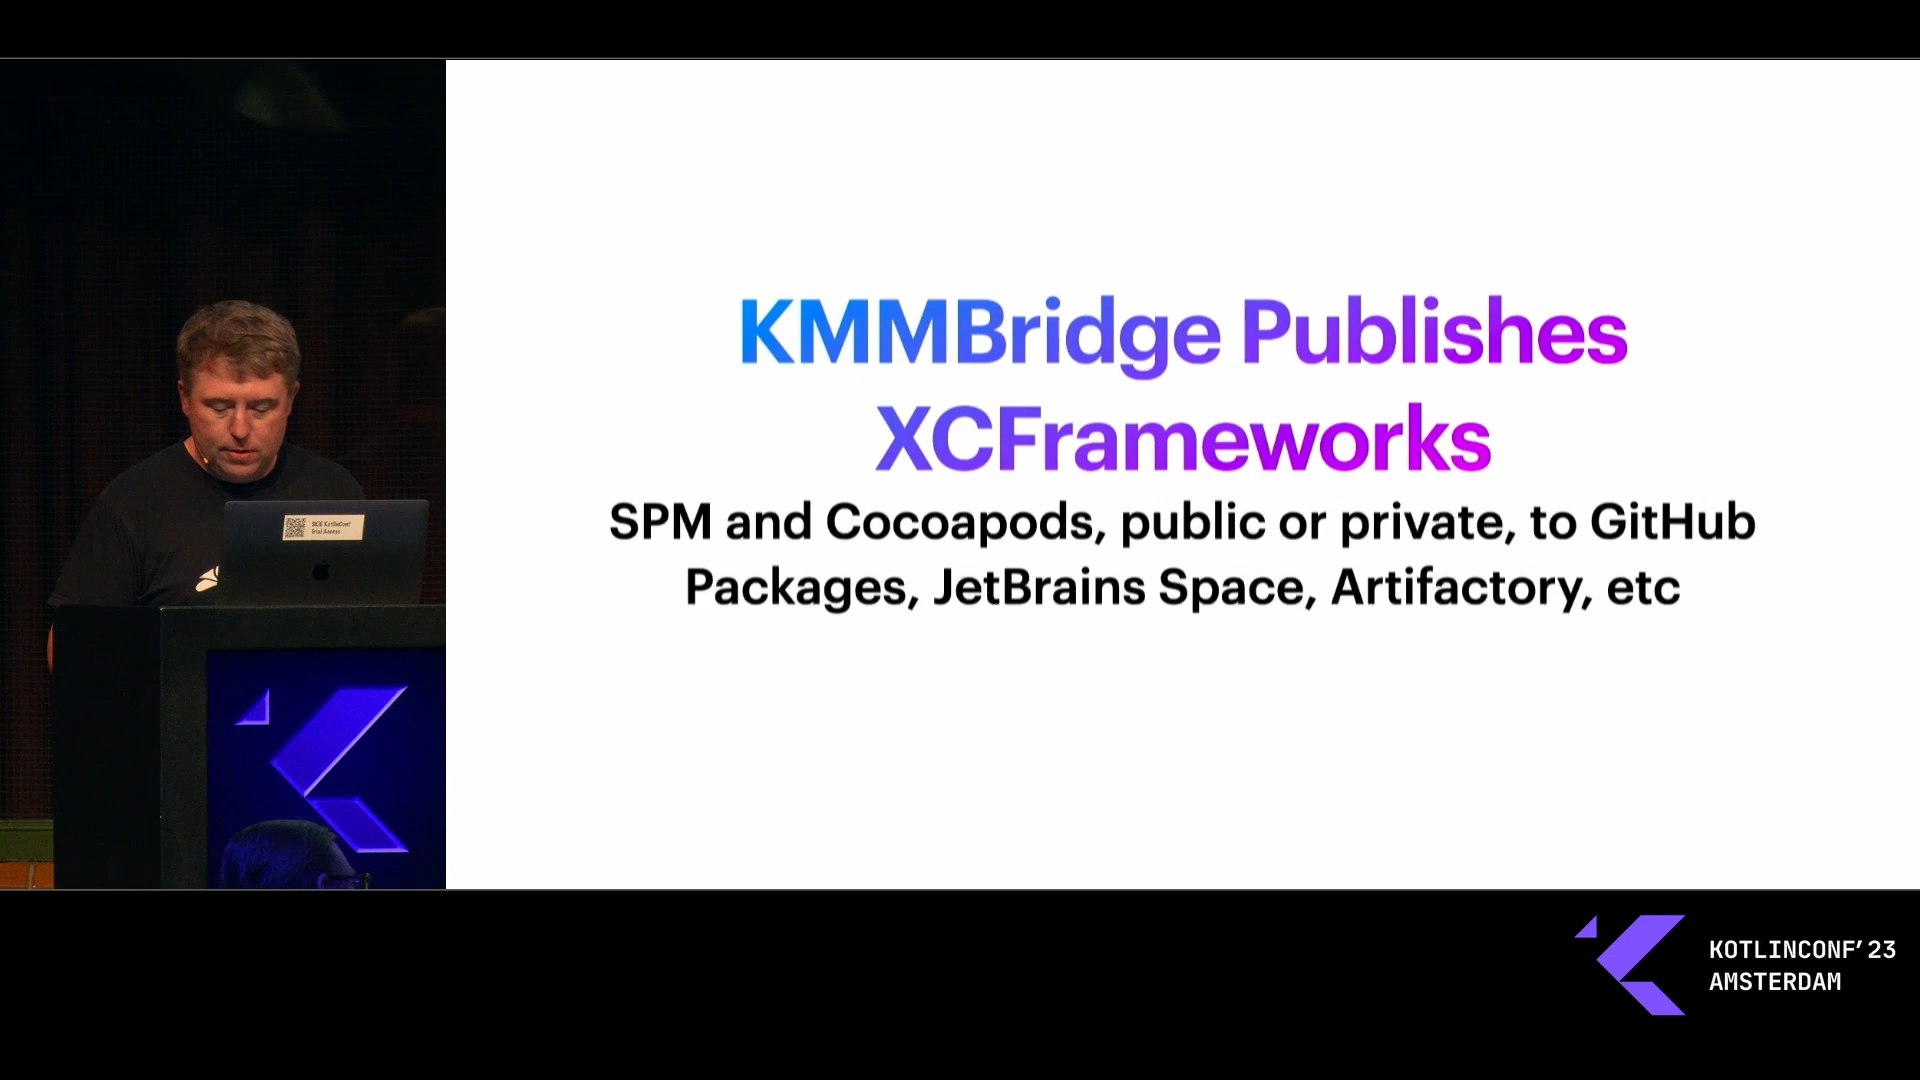 KMMBridge Publishes
XCFrameworks
SPM and Cocoapods, public or private, to GitHub
Packages, JetBrains Space, Artifactory, etc
KOTLINCONF'23
AMSTERDAM